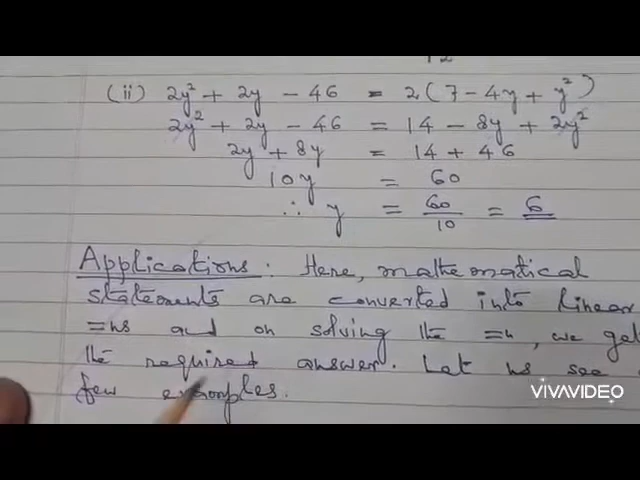 12
(ii) 2y² + 2y - 46 = 2(7 - 4y + y²)
2y² + 2y - 46 = 14 - 8y + 2y²
2y + 8y = 14 + 46
10y = 60
∴ y = 60/10 = 6
Applications: Here, mathematical
statements are converted into linear
=ns and on solving the =n, we get
the required answer. Let us see a
few examples.
VIVAVIDEO